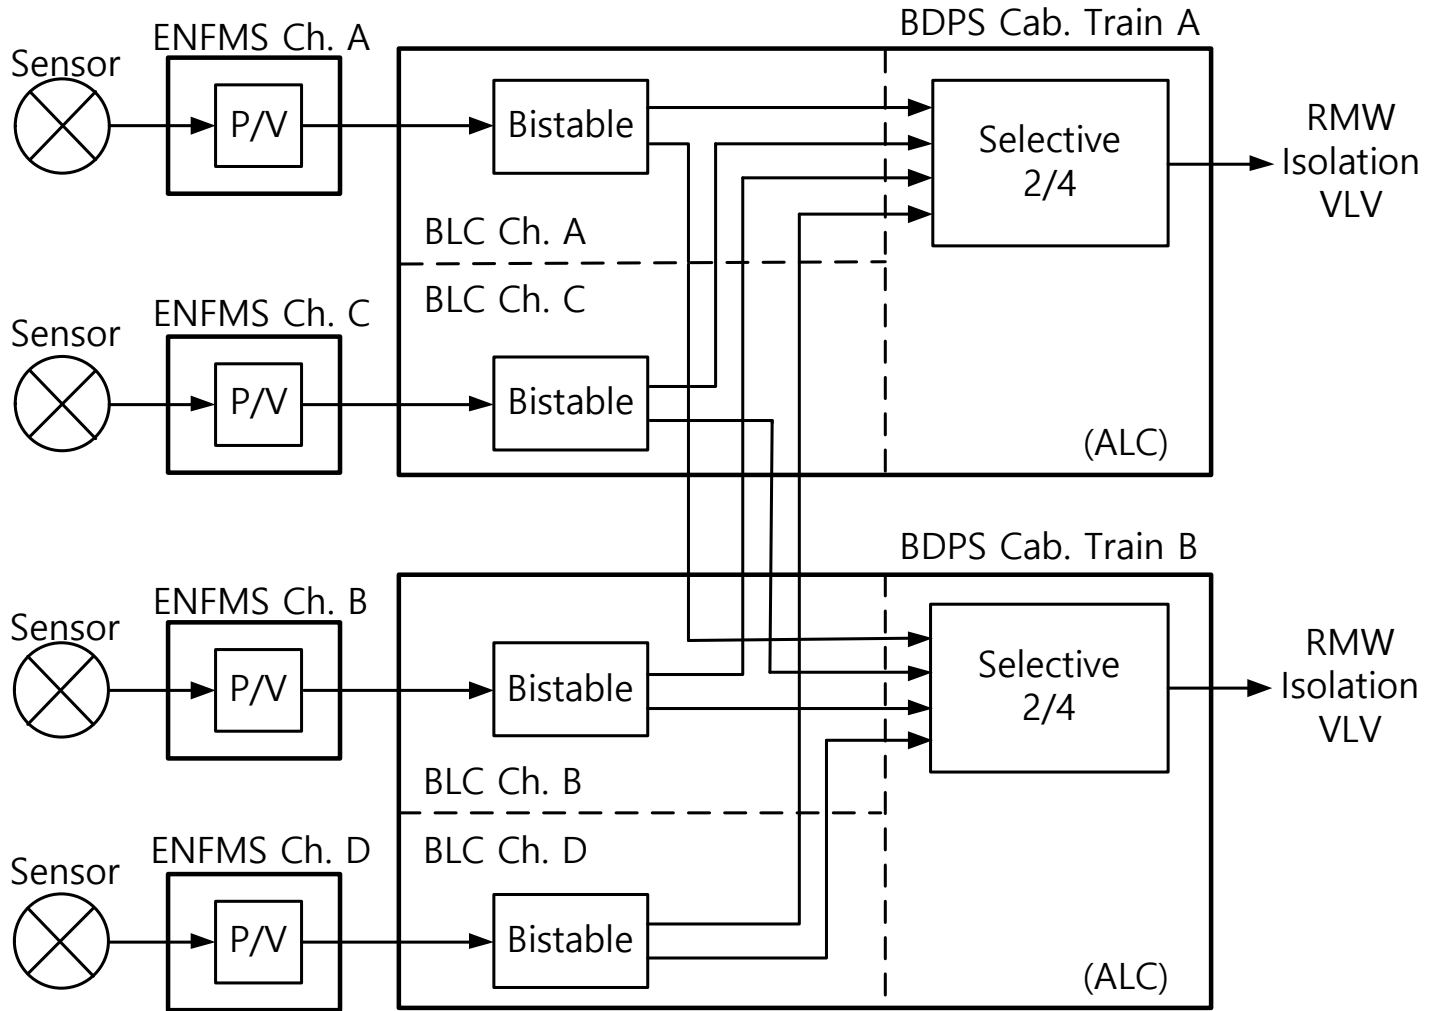 BDPS Cab. Train A
ENFMS Ch. A
Sensor
P/V
Bistable
Selective
2/4
RMW
Isolation
VLV
BLC Ch. A
BLC Ch. C
ENFMS Ch. C
Sensor
P/V
Bistable
(ALC)
BDPS Cab. Train B
ENFMS Ch. B
Sensor
P/V
Bistable
Selective
2/4
RMW
Isolation
VLV
BLC Ch. B
BLC Ch. D
ENFMS Ch. D
Sensor
P/V
Bistable
(ALC)